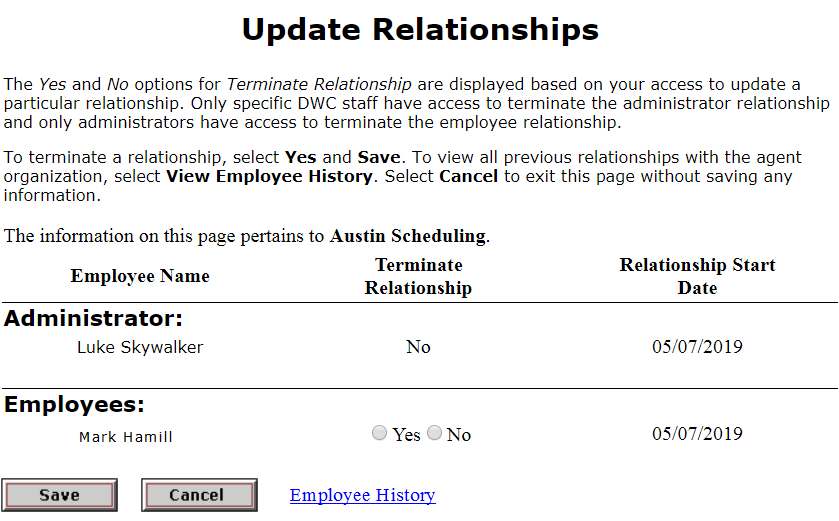 Update Relationships
The Yes and No options for Terminate Relationship are displayed based on your access to update a
particular relationship. Only specific DWC staff have access to terminate the administrator relationship
and only administrators have access to terminate the employee relationship.
To terminate a relationship, select Yes and Save. To view all previous relationships with the agent
organization, select View Employee History. Select Cancel to exit this page without saving any
information.
The information on this page pertains to Austin Scheduling.
Employee Name
Terminate
Relationship
Relationship Start
Date
Administrator:
Luke Skywalker No 05/07/2019
Employees:
Mark Hamill Yes No 05/07/2019
Save Cancel Employee History